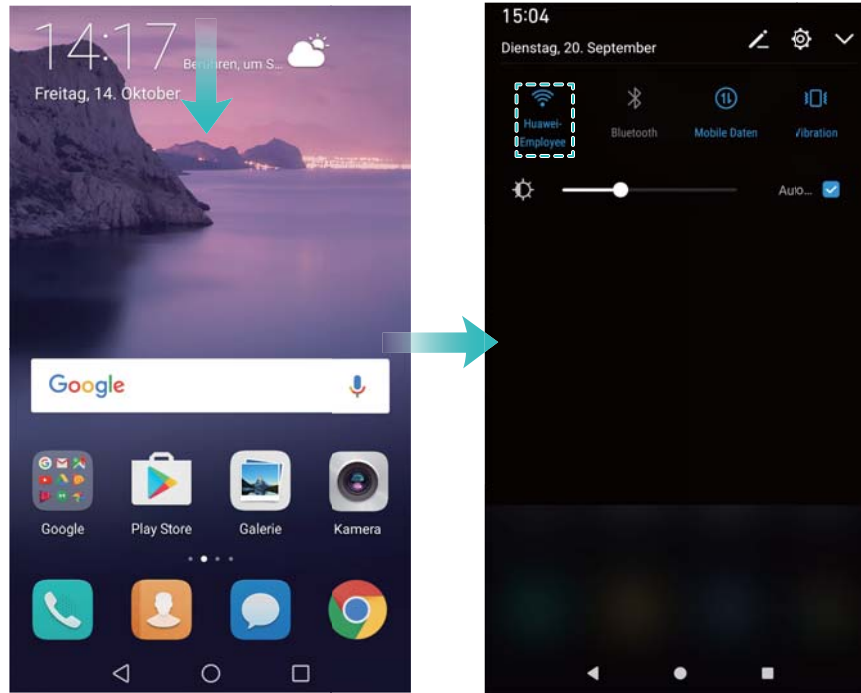 14:17
Berühren, um S...
Freitag, 14. Oktober
Google
Google
Play Store
Galerie
Kamera
15:04
Dienstag, 20. September
Huawei-
Employee
Bluetooth
Mobile Daten
Vibration
Auto...